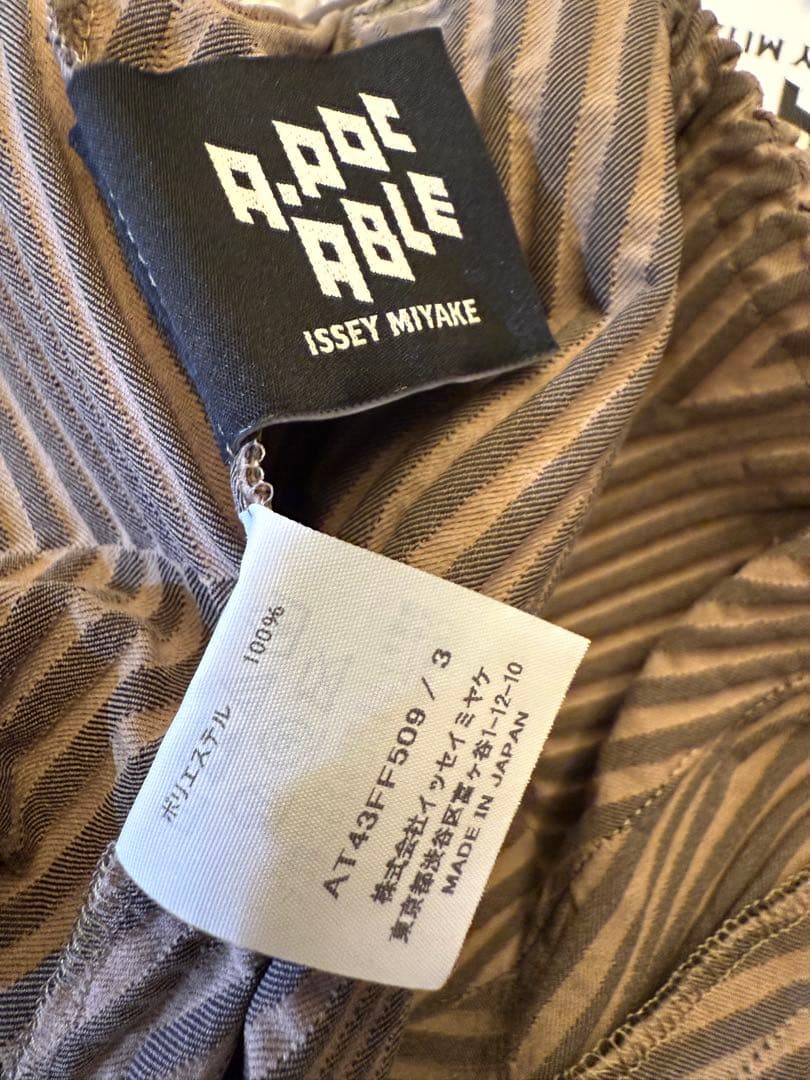 A.POC
ABLE
ISSEY MIYAKE
ポリエステル 100%
AT43FF509 / 3
株式会社イッセイミヤケ
東京都渋谷区富ヶ谷1-12-10
MADE IN JAPAN
Y MI